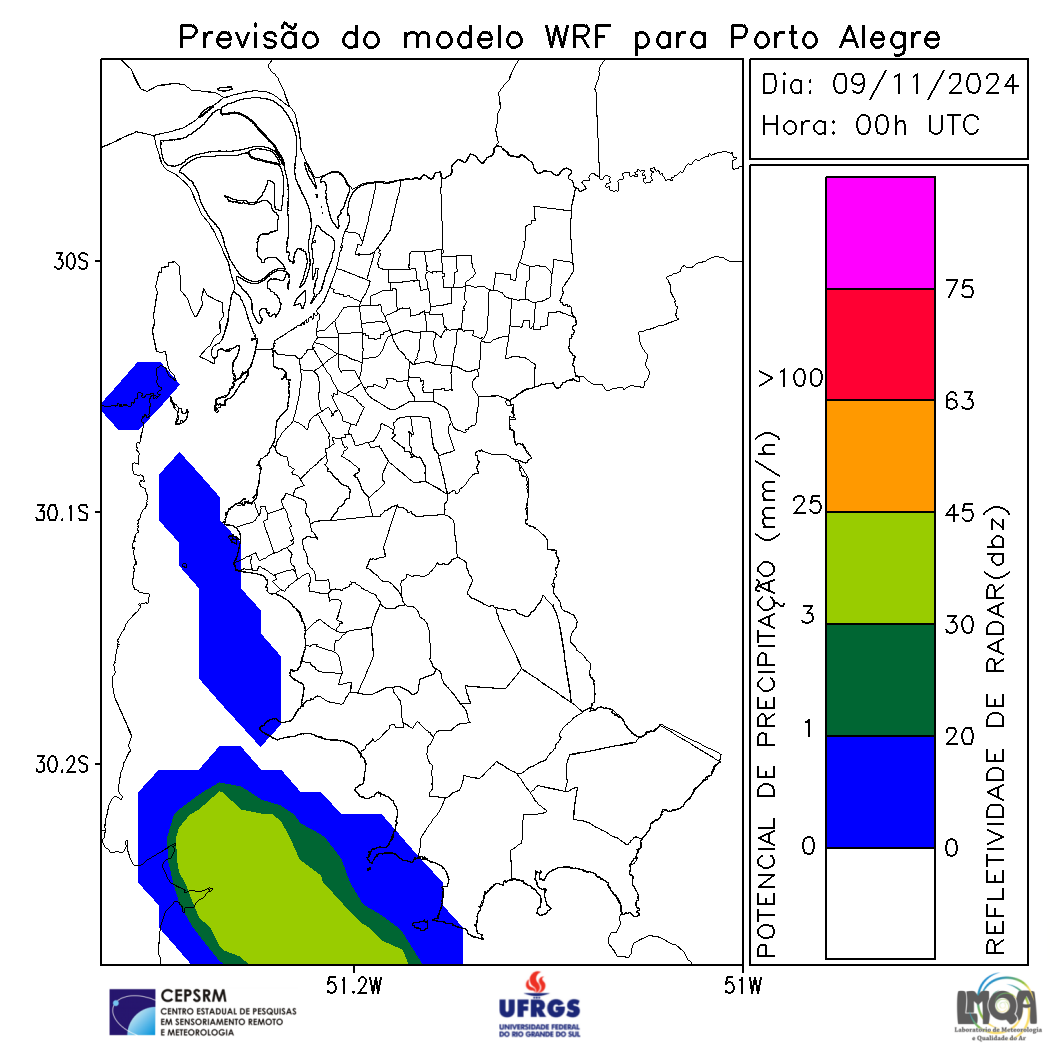 Previsão do modelo WRF para Porto Alegre
Dia: 09/11/2024
Hora: 00h UTC
30S
30.1S
30.2S
51.2W
51W
POTENCIAL DE PRECIPITAÇÃO (mm/h)
>100
25
3
1
0
75
63
45
30
20
0
REFLETIVIDADE DE RADAR(dbz)
CEPSRM
CENTRO ESTADUAL DE PESQUISAS
EM SENSORIAMENTO REMOTO
E METEOROLOGIA
UFRGS
UNIVERSIDADE FEDERAL
DO RIO GRANDE DO SUL
LMQA
Laboratório de Meteorologia
e Qualidade do Ar